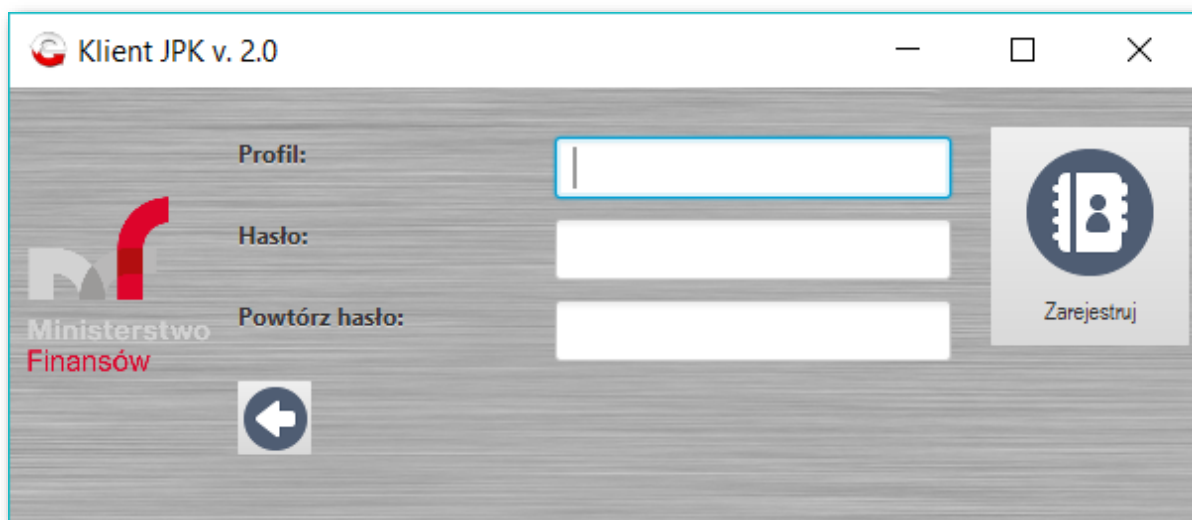 Klient JPK v. 2.0
Profil:
Hasło:
Powtórz hasło:
Zarejestruj
Ministerstwo
Finansów